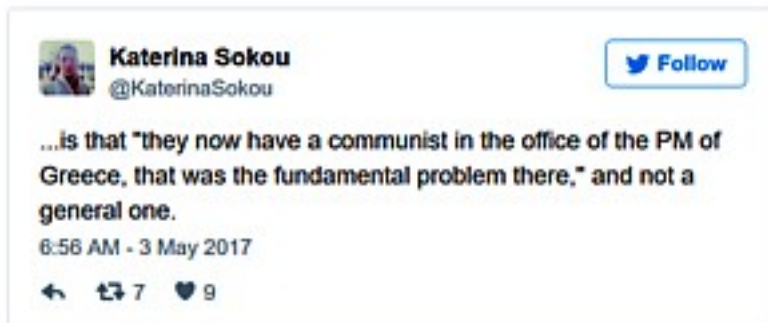 Katerina Sokou
@KaterinaSokou
Follow
...is that "they now have a communist in the office of the PM of
Greece, that was the fundamental problem there," and not a
general one.
6:56 AM - 3 May 2017
7 9